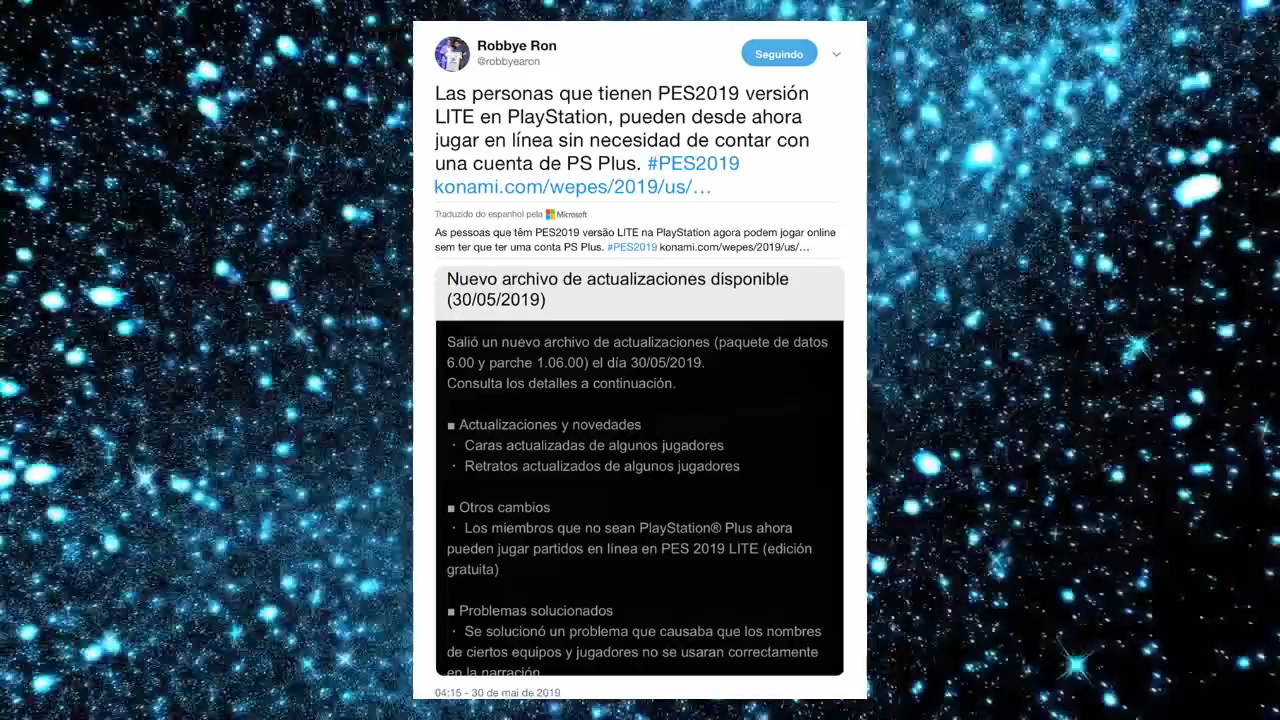 Robbye Ron
@robbyearon
Seguindo
Las personas que tienen PES2019 versión
LITE en PlayStation, pueden desde ahora
jugar en línea sin necesidad de contar con
una cuenta de PS Plus. #PES2019
konami.com/wepes/2019/us/…
Traduzido do espanhol pela Microsoft
As pessoas que têm PES2019 versão LITE na PlayStation agora podem jogar online
sem ter que ter uma conta PS Plus. #PES2019 konami.com/wepes/2019/us/…
Nuevo archivo de actualizaciones disponible
(30/05/2019)
Salió un nuevo archivo de actualizaciones (paquete de datos
6.00 y parche 1.06.00) el día 30/05/2019.
Consulta los detalles a continuación.
■ Actualizaciones y novedades
· Caras actualizadas de algunos jugadores
· Retratos actualizados de algunos jugadores
■ Otros cambios
· Los miembros que no sean PlayStation® Plus ahora
pueden jugar partidos en línea en PES 2019 LITE (edición
gratuita)
■ Problemas solucionados
· Se solucionó un problema que causaba que los nombres
de ciertos equipos y jugadores no se usaran correctamente
en la narración
04:15 - 30 de mai de 2019